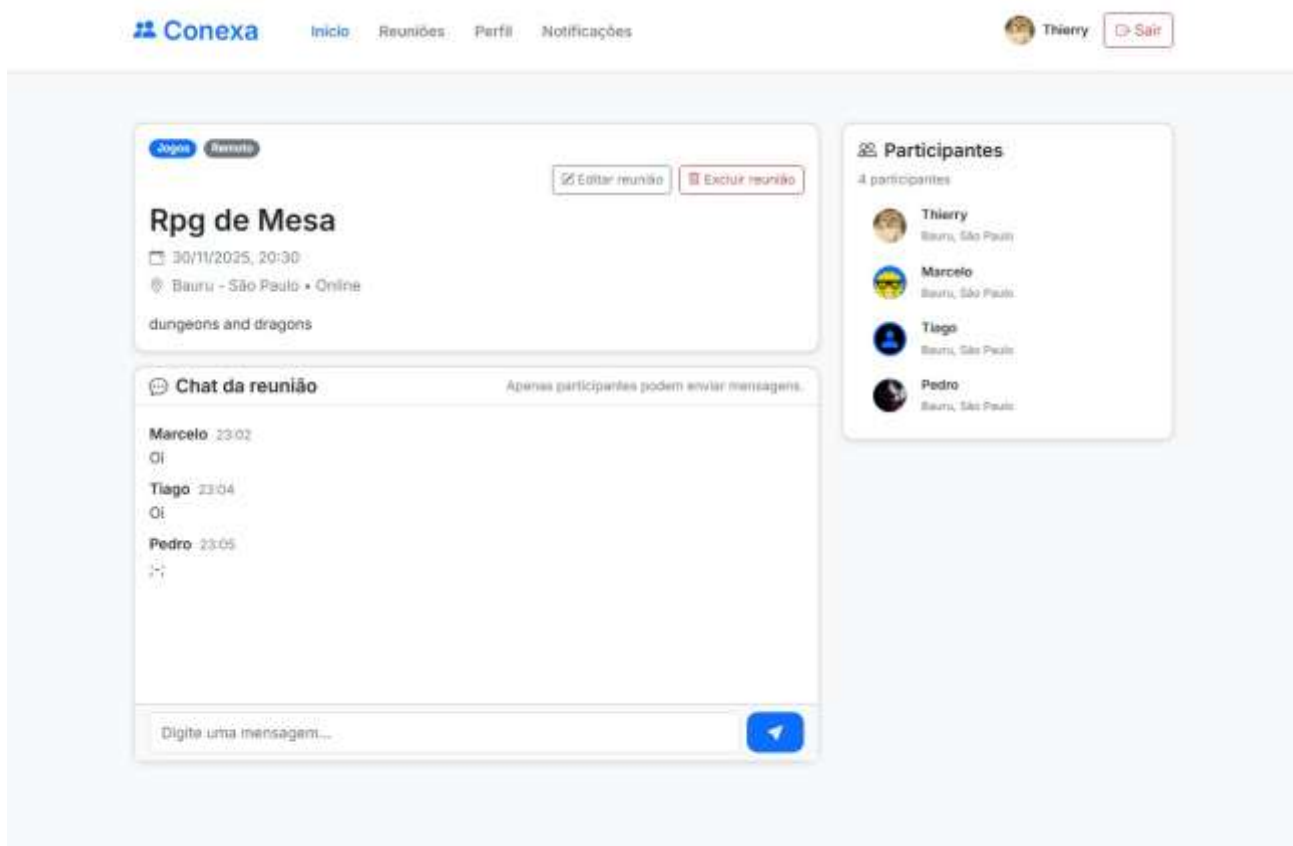 Conexa
Início Reuniões Perfil Notificações
Thierry Sair
Jogos Remoto
Editar reunião Excluir reunião
Rpg de Mesa
30/11/2025, 20:30
Bauru - São Paulo • Online
dungeons and dragons
Chat da reunião Apenas participantes podem enviar mensagens.
Marcelo 23:02
Oi
Tiago 23:04
Oi
Pedro 23:05
;-;
Digite uma mensagem...
Participantes
4 participantes
Thierry
Bauru, São Paulo
Marcelo
Bauru, São Paulo
Tiago
Bauru, São Paulo
Pedro
Bauru, São Paulo